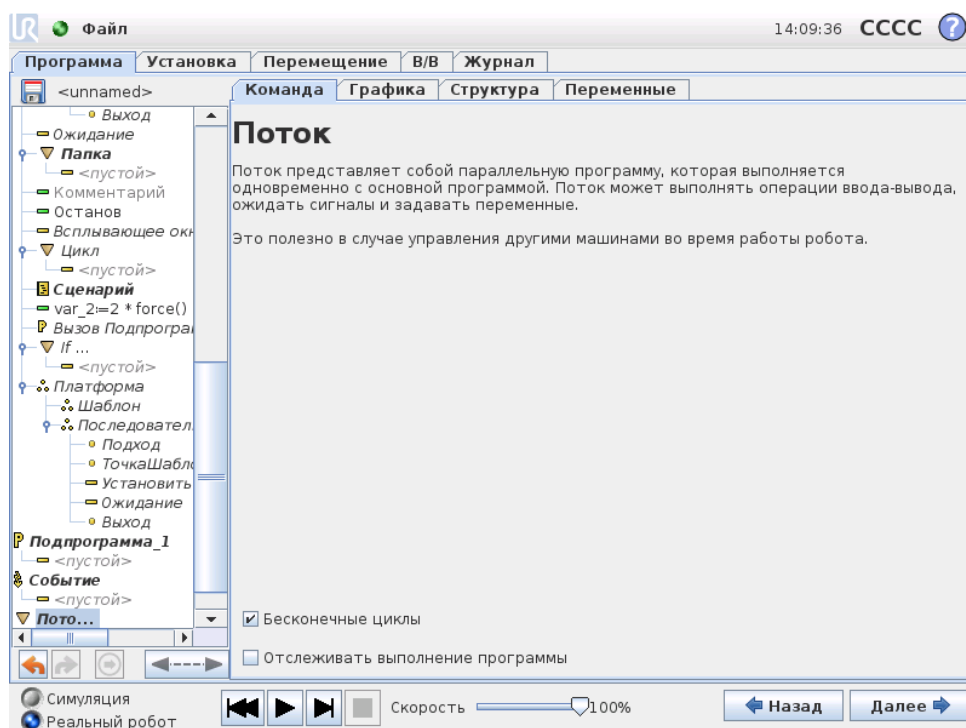 UR Файл 14:09:36 CCCC ?
Программа Установка Перемещение В/В Журнал
<unnamed>
Команда Графика Структура Переменные
Выход
Ожидание
Папка
<пустой>
Комментарий
Останов
Всплывающее окн
Цикл
<пустой>
Сценарий
var_2:=2 * force()
Вызов Подпрограм
If ...
<пустой>
Платформа
Шаблон
Последовател
Подход
ТочкаШабло
Установить
Ожидание
Выход
Подпрограмма_1
<пустой>
Событие
<пустой>
Пото...
Поток
Поток представляет собой параллельную программу, которая выполняется
одновременно с основной программой. Поток может выполнять операции ввода-вывода,
ожидать сигналы и задавать переменные.
Это полезно в случае управления другими машинами во время работы робота.
Бесконечные циклы
Отслеживать выполнение программы
Симуляция
Реальный робот
Скорость 100%
Назад Далее